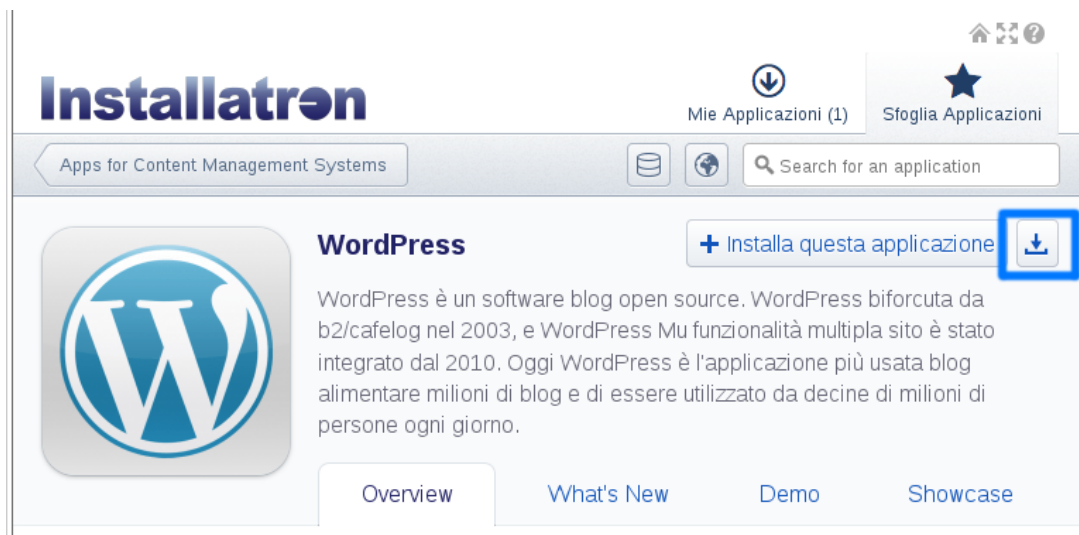 Installatron
Mie Applicazioni (1)
Sfoglia Applicazioni
Apps for Content Management Systems
Search for an application
WordPress
+ Installa questa applicazione
WordPress è un software blog open source. WordPress biforcuta da
b2/cafelog nel 2003, e WordPress Mu funzionalità multipla sito è stato
integrato dal 2010. Oggi WordPress è l'applicazione più usata blog
alimentare milioni di blog e di essere utilizzato da decine di milioni di
persone ogni giorno.
Overview
What's New
Demo
Showcase